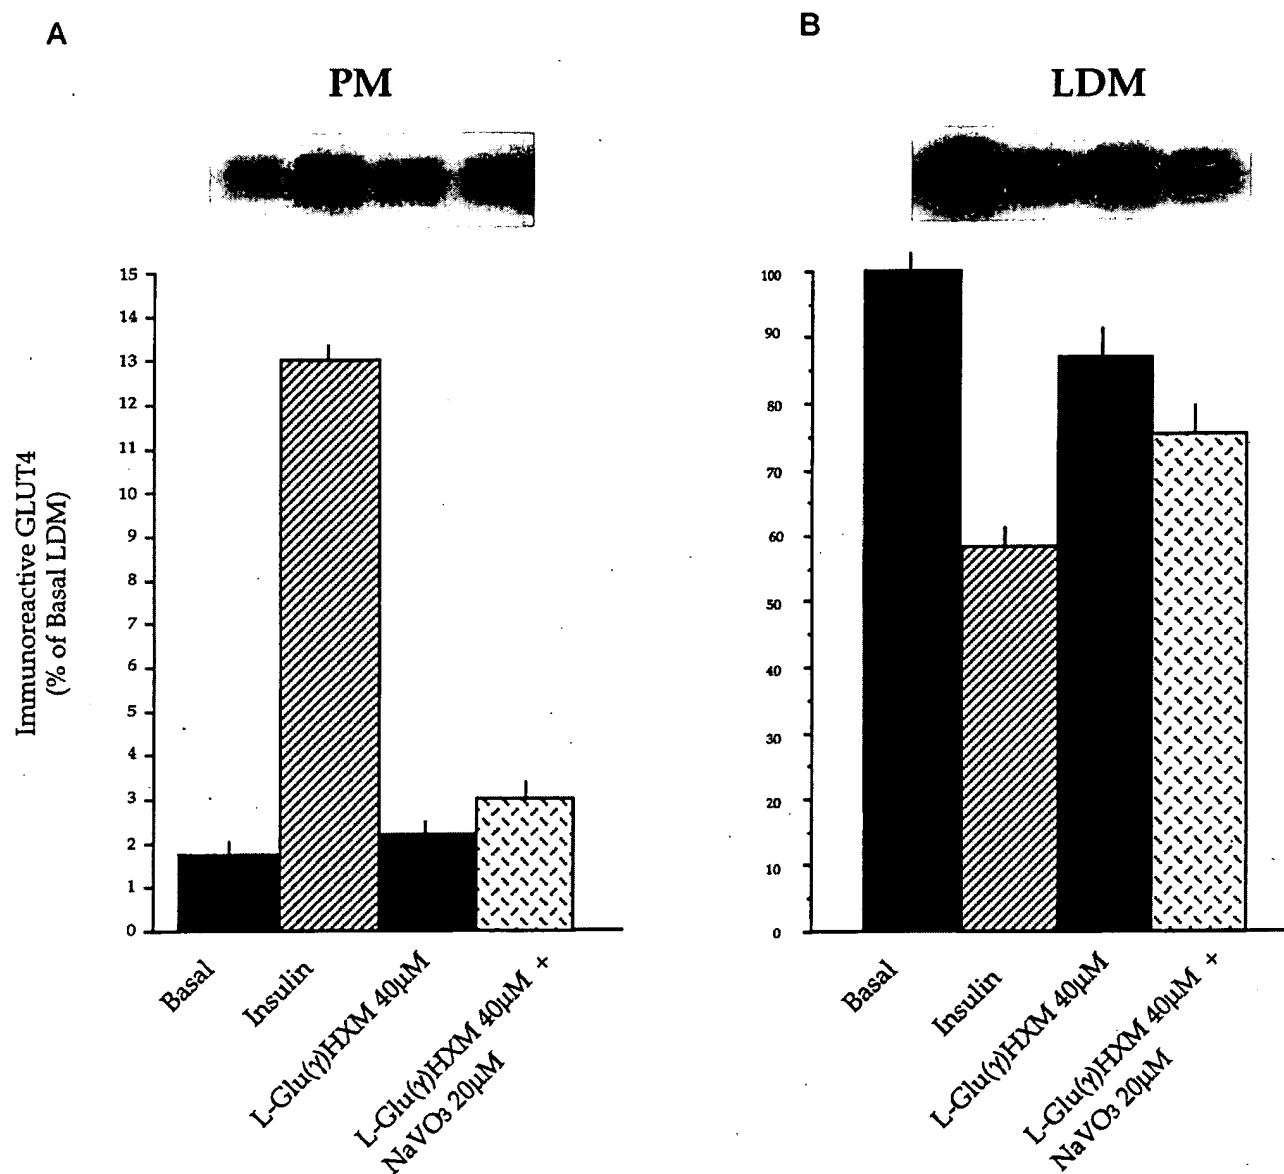 A
PM
15
14
13
12
11
10
9
8
7
6
5
4
3
2
1
0
Immunoreactive GLUT4
(% of Basal LDM)
Basal
Insulin
L-Glu(γ)HXM 40µM
L-Glu(γ)HXM 40µM +
NaVO3 20µM
B
LDM
100
90
80
70
60
50
40
30
20
10
0
Basal
Insulin
L-Glu(γ)HXM 40µM
L-Glu(γ)HXM 40µM +
NaVO3 20µM